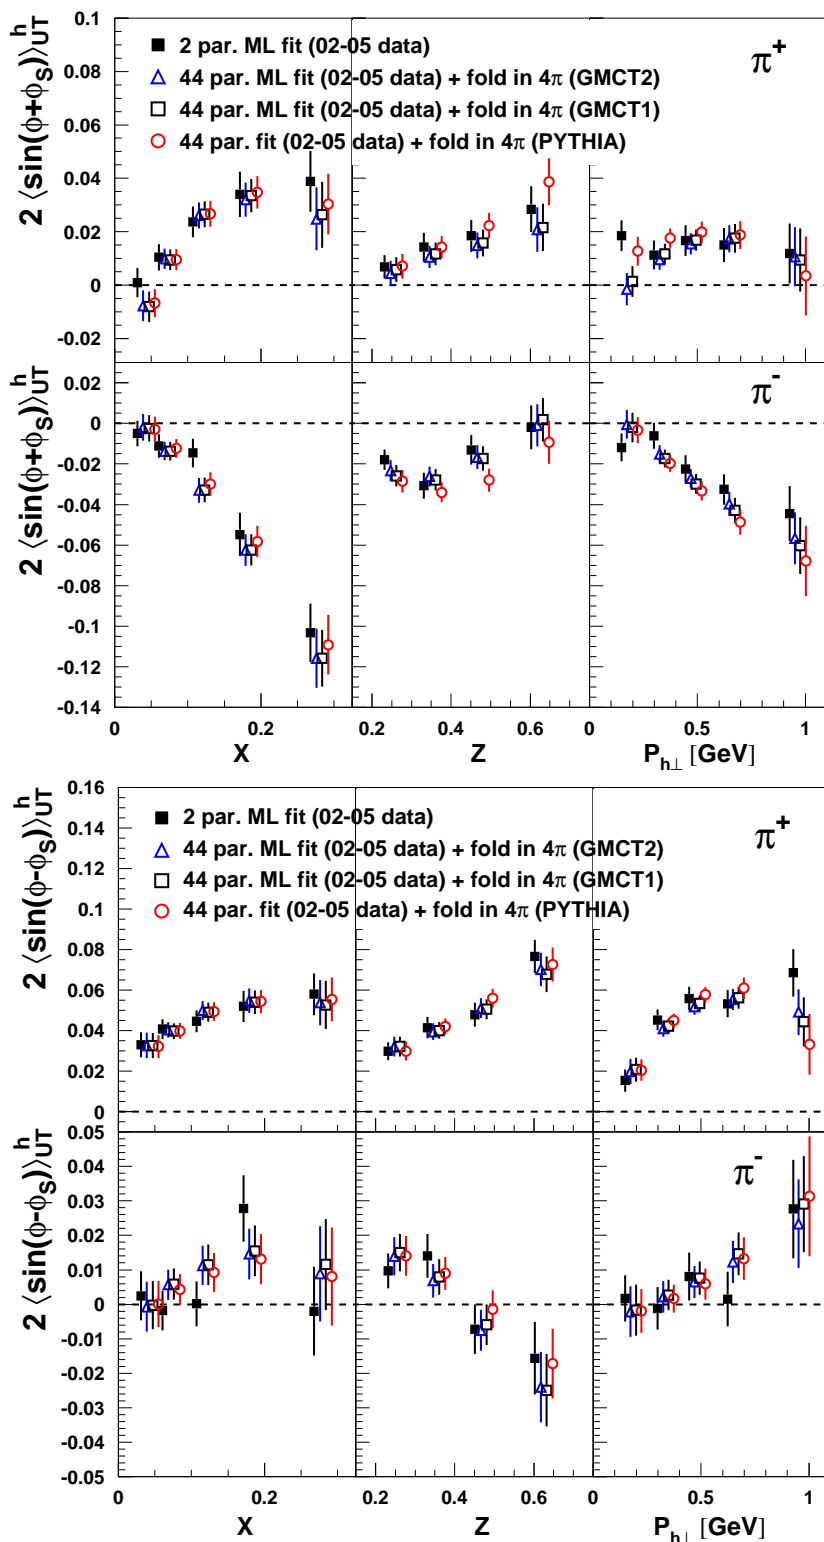 0.1
0.08
0.06
0.04
0.02
0
-0.02
2 ⟨sin(ϕ+ϕS)⟩UT h
2 par. ML fit (02-05 data)
44 par. ML fit (02-05 data) + fold in 4π (GMCT2)
44 par. ML fit (02-05 data) + fold in 4π (GMCT1)
44 par. fit (02-05 data) + fold in 4π (PYTHIA)
π+
0.02
0
-0.02
-0.04
-0.06
-0.08
-0.1
-0.12
-0.14
2 ⟨sin(ϕ+ϕS)⟩UT h
π-
0 0.2 0.2 0.4 0.6 0 0.5 1
X Z Ph⊥ [GeV]
0.16
0.14
0.12
0.1
0.08
0.06
0.04
0.02
0
2 ⟨sin(ϕ-ϕS)⟩UT h
2 par. ML fit (02-05 data)
44 par. ML fit (02-05 data) + fold in 4π (GMCT2)
44 par. ML fit (02-05 data) + fold in 4π (GMCT1)
44 par. fit (02-05 data) + fold in 4π (PYTHIA)
π+
0.05
0.04
0.03
0.02
0.01
0
-0.01
-0.02
-0.03
-0.04
-0.05
2 ⟨sin(ϕ-ϕS)⟩UT h
π-
0 0.2 0.2 0.4 0.6 0 0.5 1
X Z Ph⊥ [GeV]